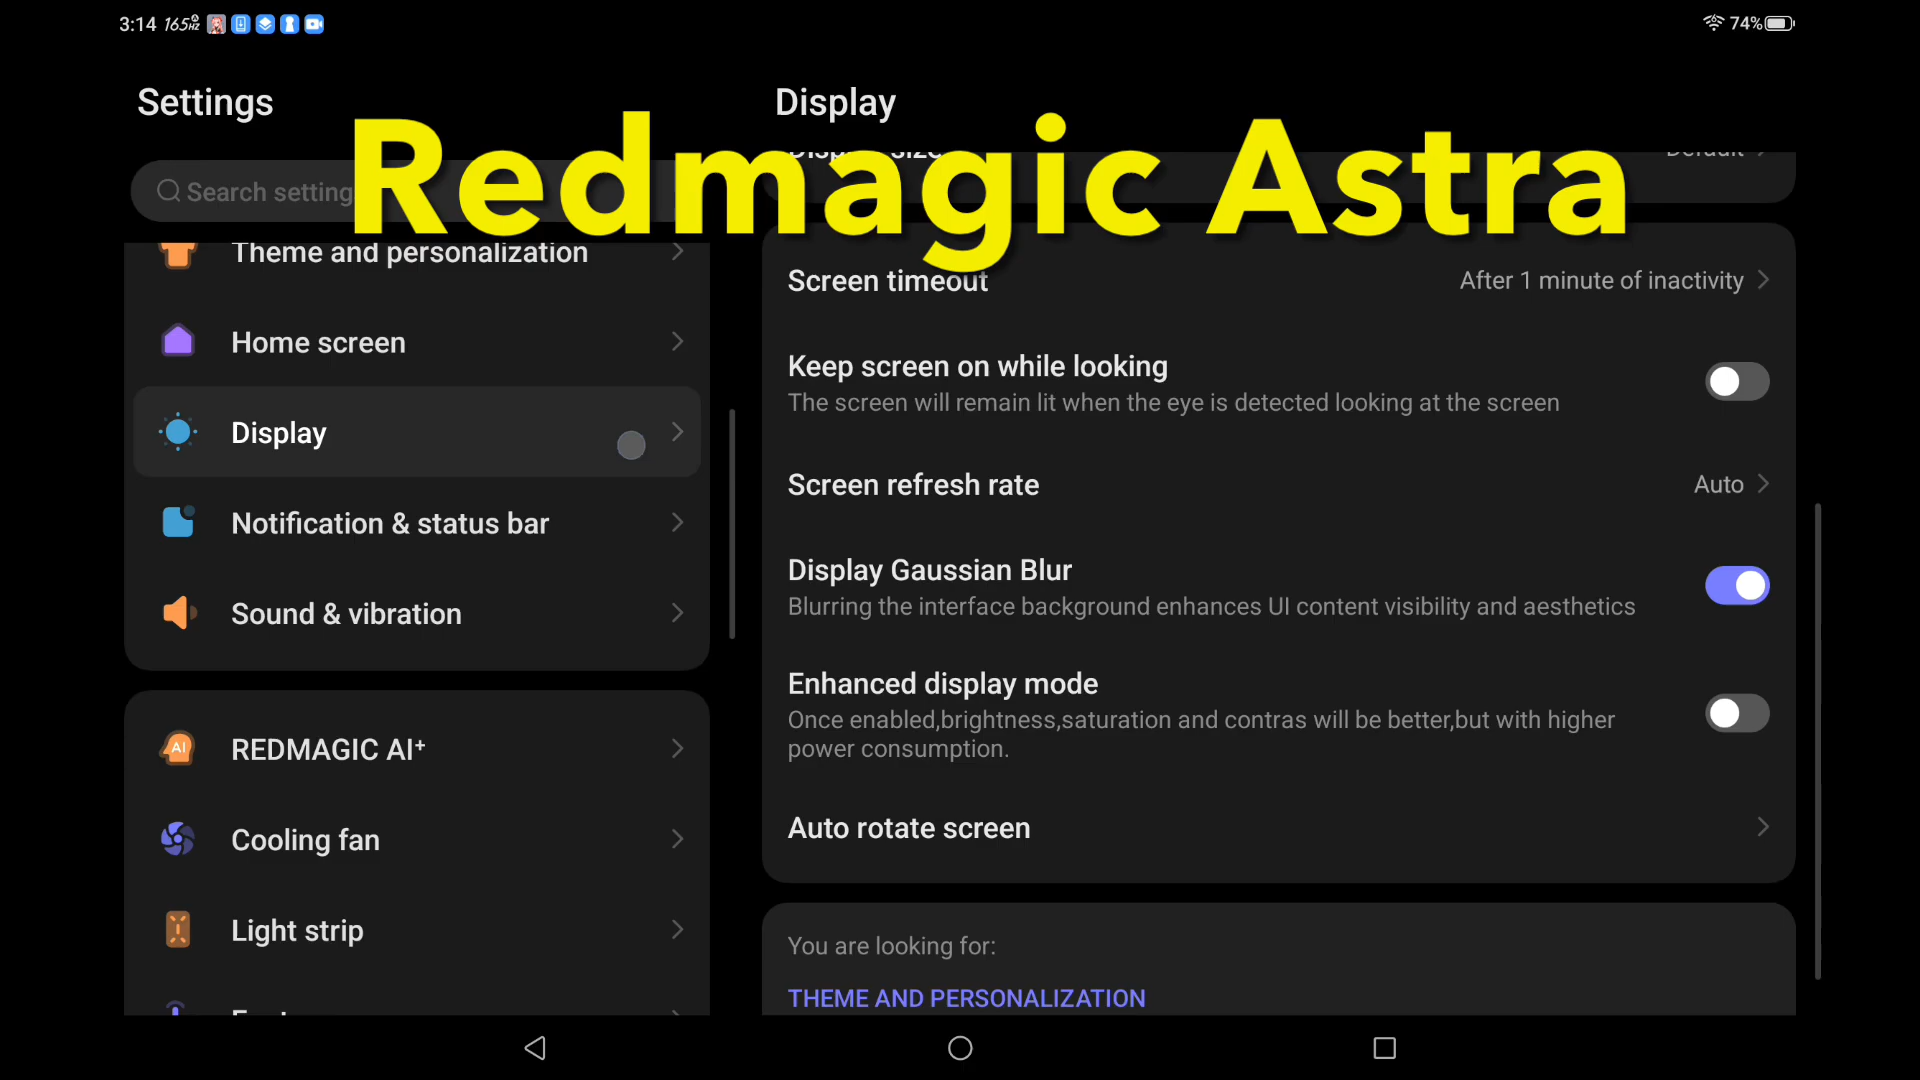 3:14 165Hz
74%
Settings
Display
Redmagic Astra
Search setting
Display size
Default
Theme and personalization
Home screen
Display
Notification & status bar
Sound & vibration
REDMAGIC AI⁺
Cooling fan
Light strip
Screen timeout
After 1 minute of inactivity
Keep screen on while looking
The screen will remain lit when the eye is detected looking at the screen
Screen refresh rate
Auto
Display Gaussian Blur
Blurring the interface background enhances UI content visibility and aesthetics
Enhanced display mode
Once enabled,brightness,saturation and contras will be better,but with higher
power consumption.
Auto rotate screen
You are looking for:
THEME AND PERSONALIZATION